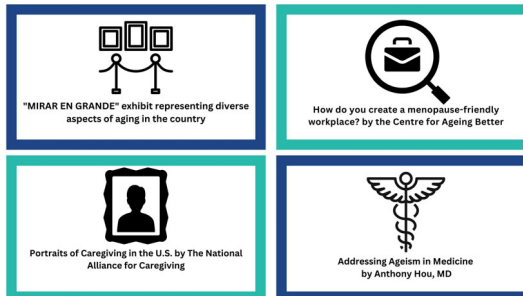 "MIRAR EN GRANDE" exhibit representing diverse
aspects of aging in the country
How do you create a menopause-friendly
workplace? by the Centre for Ageing Better
Portraits of Caregiving in the U.S. by The National
Alliance for Caregiving
Addressing Ageism in Medicine
by Anthony Hou, MD